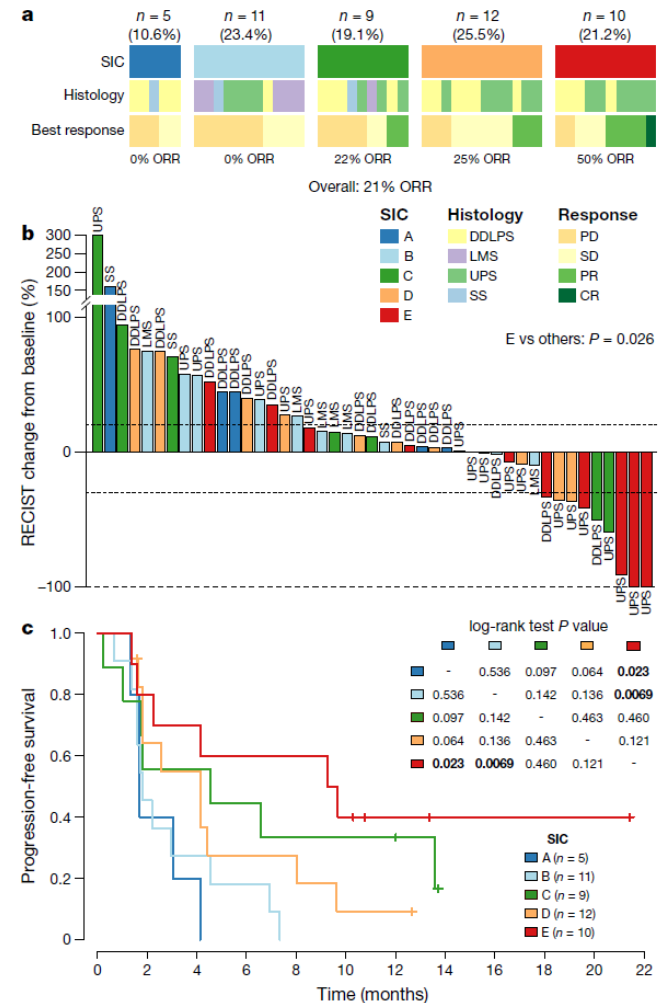 a
n = 5 n = 11 n = 9 n = 12 n = 10
(10.6%) (23.4%) (19.1%) (25.5%) (21.2%)
SIC
Histology
Best response
0% ORR 0% ORR 22% ORR 25% ORR 50% ORR
Overall: 21% ORR
b
SIC
A
B
C
D
E
Histology
DDLPS
LMS
UPS
SS
Response
PD
SD
PR
CR
E vs others: P = 0.026
RECIST change from baseline (%)
300
250
200
150
100
0
−100
UPS
SS
DDLPS
DDLPS
LMS
DDLPS
SS
UPS
UPS
DDLPS
DDLPS
DDLPS
DDLPS
UPS
DDLPS
UPS
LMS
UPS
LMS
LMS
LMS
DDLPS
DDLPS
SS
DDLPS
DDLPS
DDLPS
DDLPS
UPS
UPS
UPS
DDLPS
UPS
UPS
LMS
DDLPS
UPS
UPS
UPS
DDLPS
UPS
UPS
UPS
UPS
c
log-rank test P value
- 0.536 0.097 0.064 0.023
0.536 - 0.142 0.136 0.0069
0.097 0.142 - 0.463 0.460
0.064 0.136 0.463 - 0.121
0.023 0.0069 0.460 0.121 -
Progression-free survival
1.0
0.8
0.6
0.4
0.2
0
SIC
A (n = 5)
B (n = 11)
C (n = 9)
D (n = 12)
E (n = 10)
0 2 4 6 8 10 12 14 16 18 20 22
Time (months)